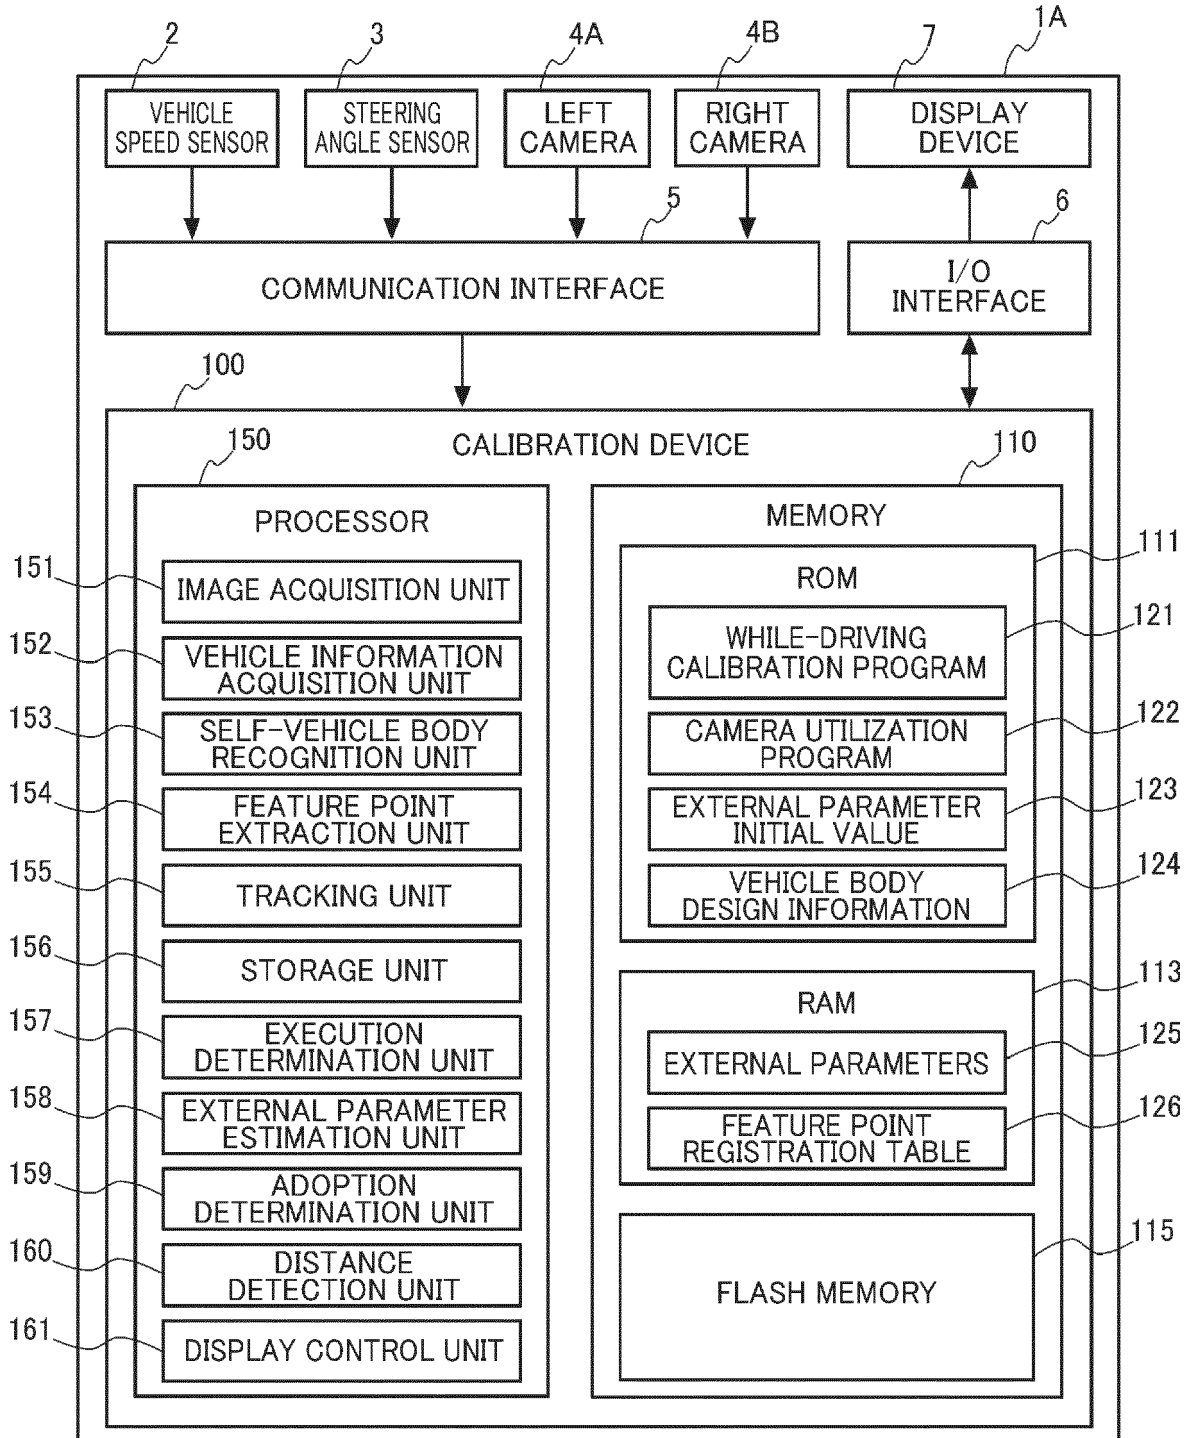 2
3
4A
4B
7
1A
VEHICLE
SPEED SENSOR
STEERING
ANGLE SENSOR
LEFT
CAMERA
RIGHT
CAMERA
DISPLAY
DEVICE
5
6
COMMUNICATION INTERFACE
I/O
INTERFACE
100
CALIBRATION DEVICE
150
110
PROCESSOR
151
IMAGE ACQUISITION UNIT
152
VEHICLE INFORMATION
ACQUISITION UNIT
153
SELF-VEHICLE BODY
RECOGNITION UNIT
154
FEATURE POINT
EXTRACTION UNIT
155
TRACKING UNIT
156
STORAGE UNIT
157
EXECUTION
DETERMINATION UNIT
158
EXTERNAL PARAMETER
ESTIMATION UNIT
159
ADOPTION
DETERMINATION UNIT
160
DISTANCE
DETECTION UNIT
161
DISPLAY CONTROL UNIT
MEMORY
111
ROM
121
WHILE-DRIVING
CALIBRATION PROGRAM
122
CAMERA UTILIZATION
PROGRAM
123
EXTERNAL PARAMETER
INITIAL VALUE
124
VEHICLE BODY
DESIGN INFORMATION
113
RAM
125
EXTERNAL PARAMETERS
126
FEATURE POINT
REGISTRATION TABLE
115
FLASH MEMORY